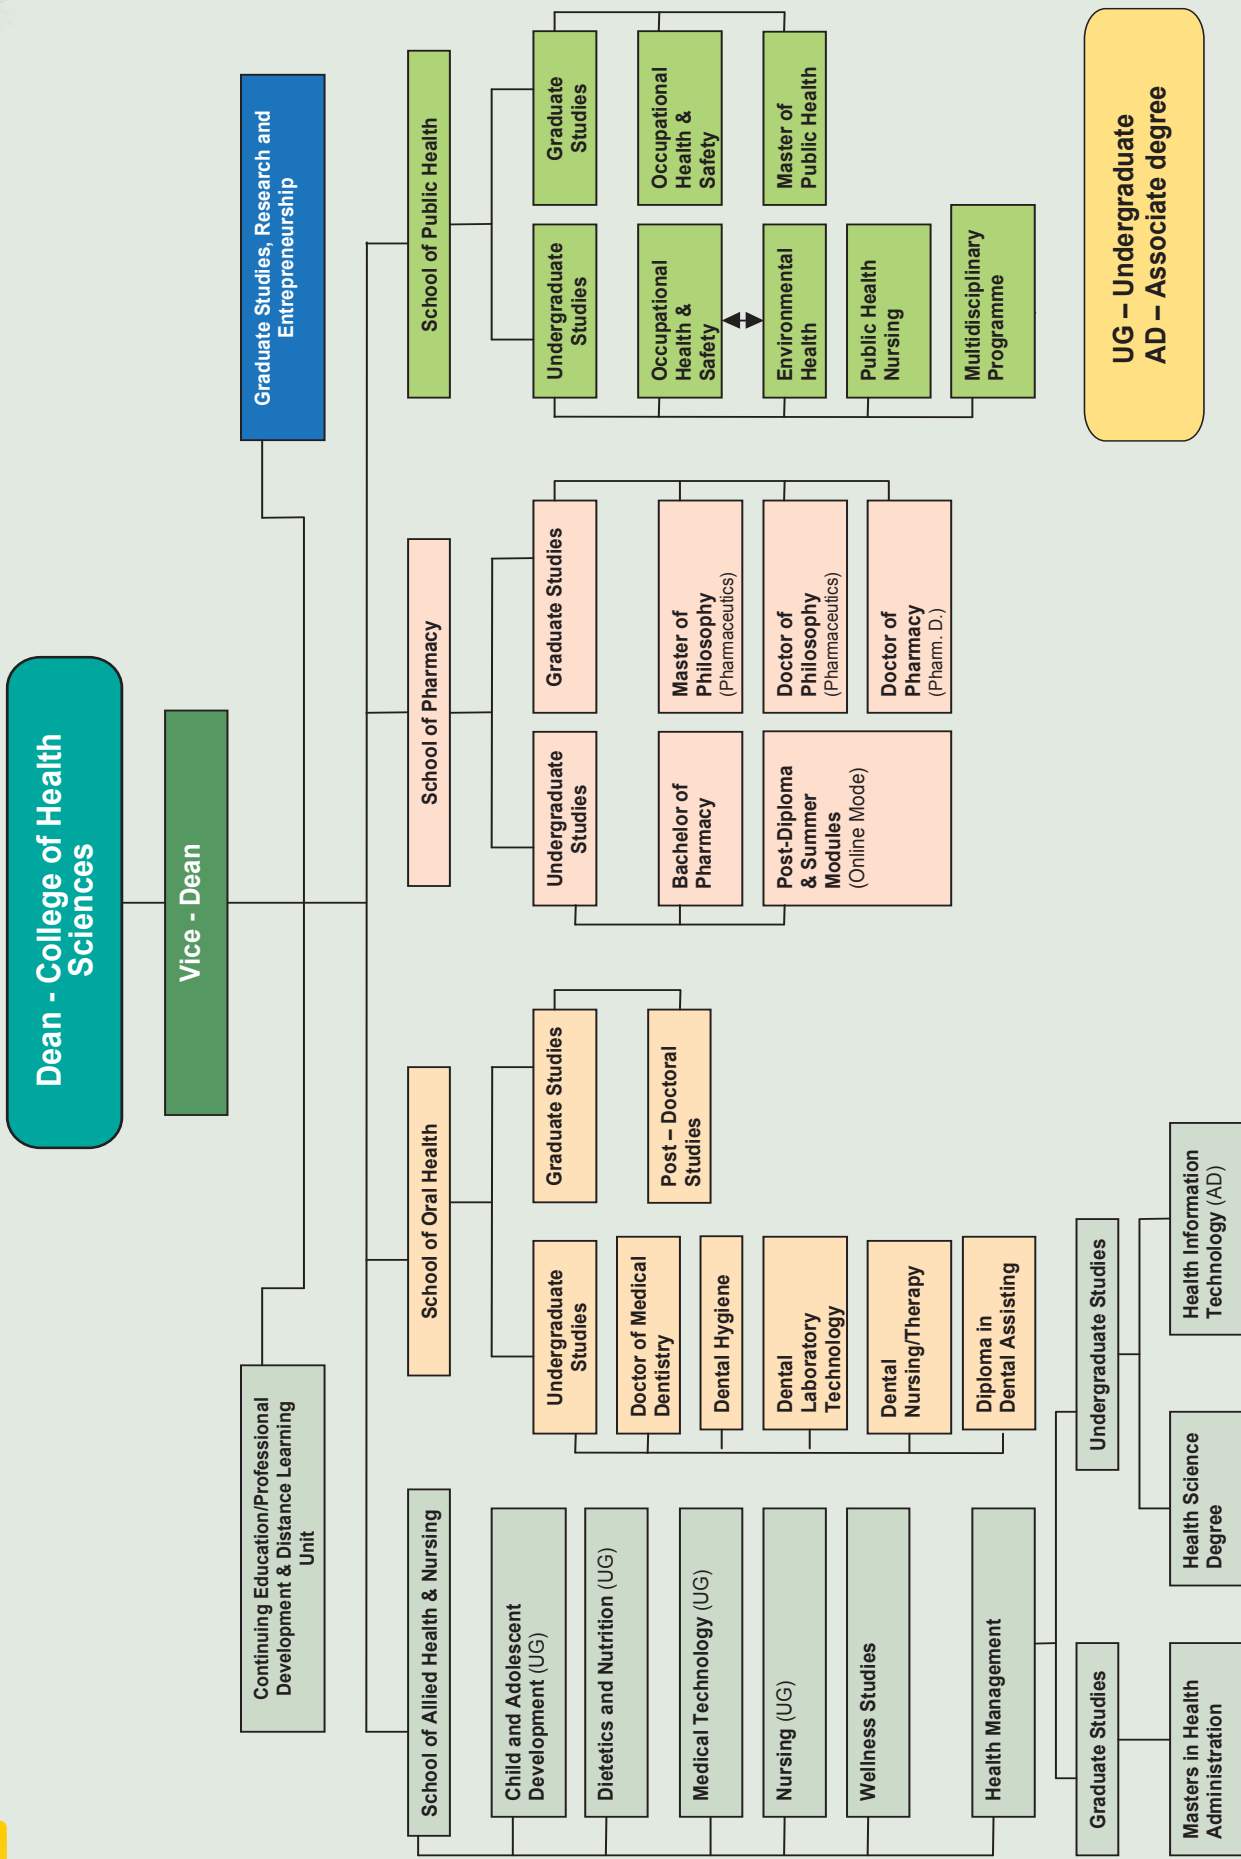 Dean - College of Health
Sciences
Vice - Dean
Continuing Education/Professional
Development & Distance Learning
Unit
Graduate Studies, Research and
Entrepreneurship
School of Allied Health & Nursing
Child and Adolescent
Development (UG)
Dietetics and Nutrition (UG)
Medical Technology (UG)
Nursing (UG)
Wellness Studies
Health Management
Graduate Studies
Masters in Health
Administration
Undergraduate Studies
Health Science
Degree
Health Information
Technology (AD)
School of Oral Health
Undergraduate
Studies
Doctor of Medical
Dentistry
Dental Hygiene
Dental
Laboratory
Technology
Dental
Nursing/Therapy
Diploma in
Dental Assisting
Graduate Studies
Post – Doctoral
Studies
School of Pharmacy
Undergraduate
Studies
Bachelor of
Pharmacy
Post-Diploma
& Summer
Modules
(Online Mode)
Graduate Studies
Master of
Philosophy
(Pharmaceutics)
Doctor of
Philosophy
(Pharmaceutics)
Doctor of
Pharmacy
(Pharm. D.)
School of Public Health
Undergraduate
Studies
Occupational
Health &
Safety
Environmental
Health
Public Health
Nursing
Multidisciplinary
Programme
Graduate
Studies
Occupational
Health &
Safety
Master of
Public Health
UG – Undergraduate
AD – Associate degree